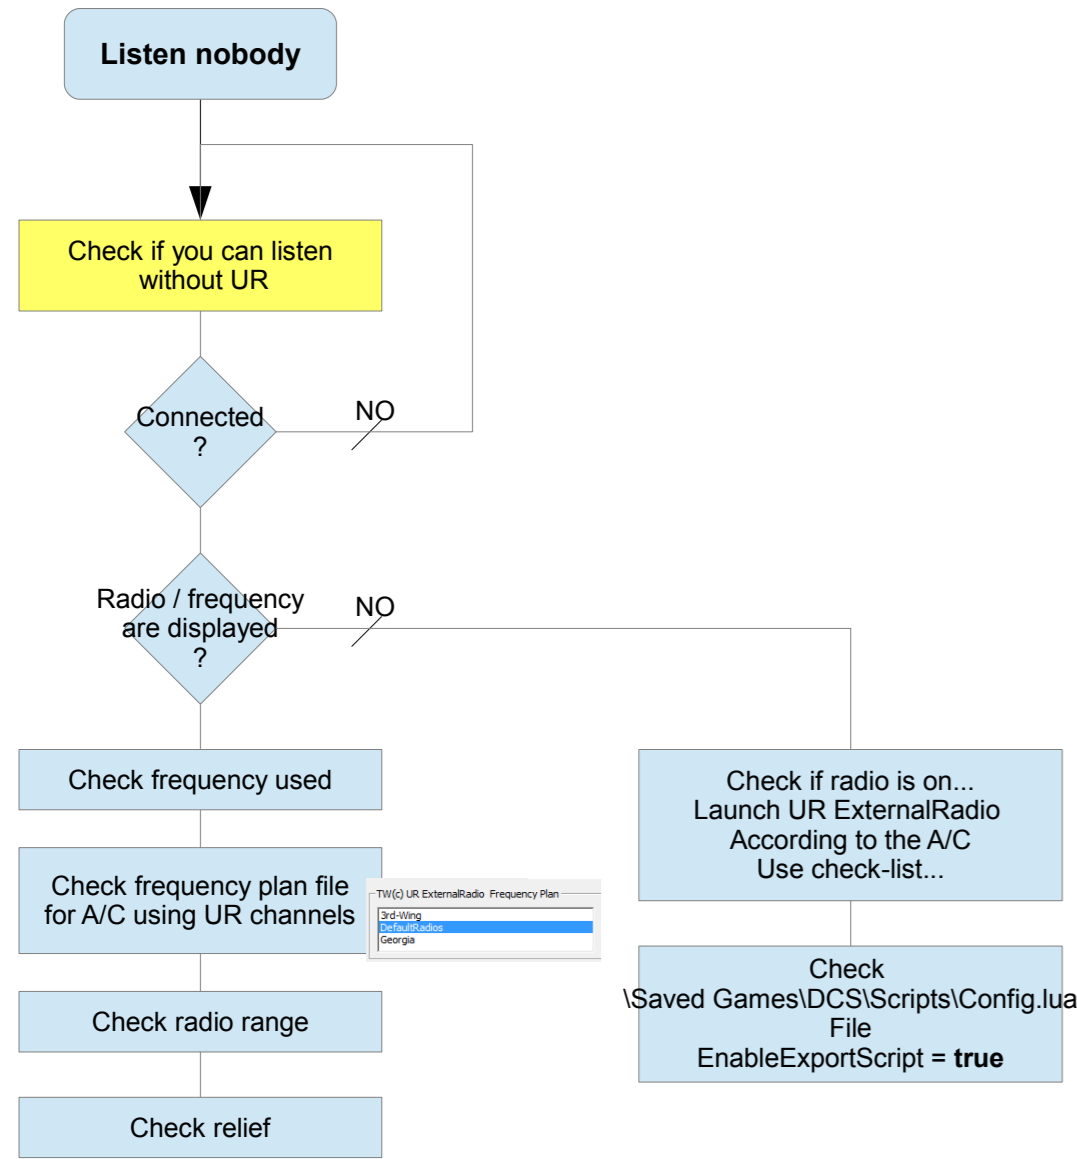 Listen nobody
Check if you can listen
without UR
Connected
?
NO
Radio / frequency
are displayed
?
NO
Check frequency used
Check frequency plan file
for A/C using UR channels
TW(c) UR ExternalRadio Frequency Plan
3rd-Wing
DefaultRadios
Georgia
Check radio range
Check relief
Check if radio is on...
Launch UR ExternalRadio
According to the A/C
Use check-list...
Check
\Saved Games\DCS\Scripts\Config.lua
File
EnableExportScript = true